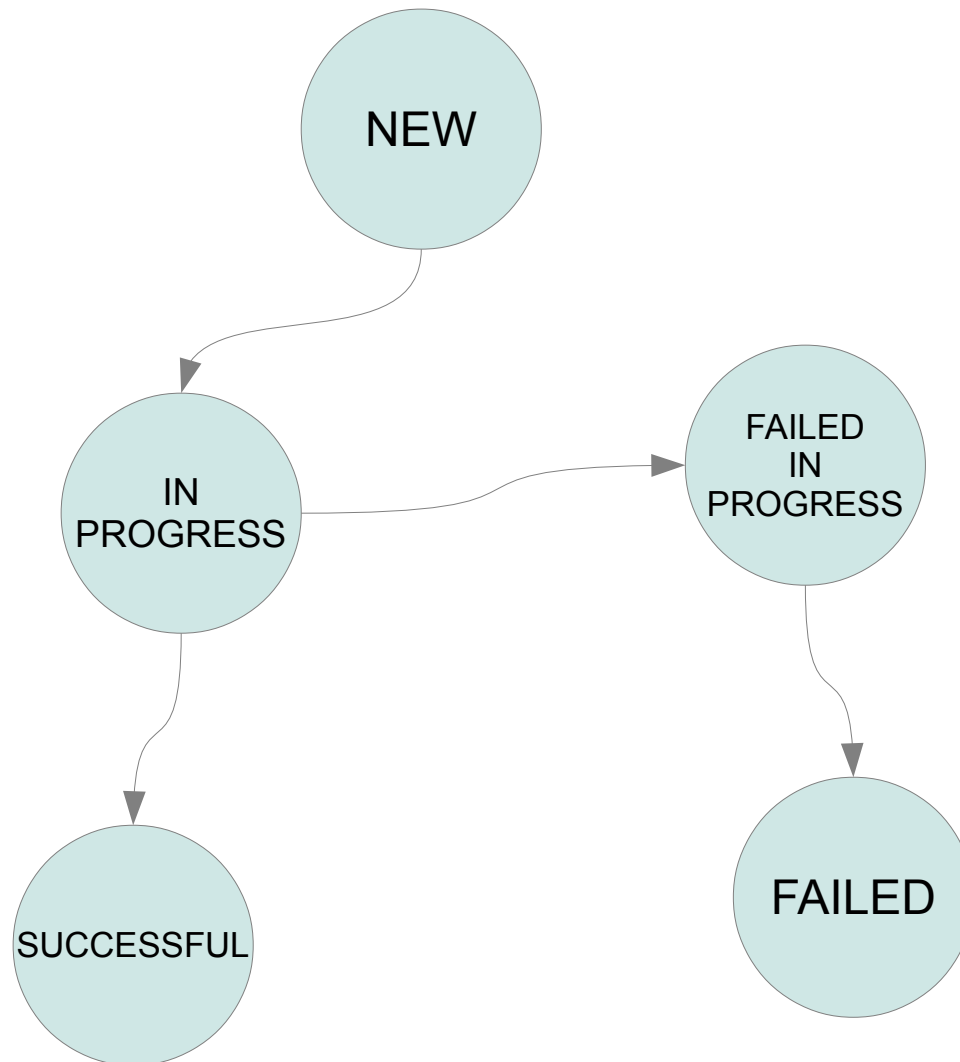 NEW
IN
PROGRESS
FAILED
IN
PROGRESS
SUCCESSFUL
FAILED